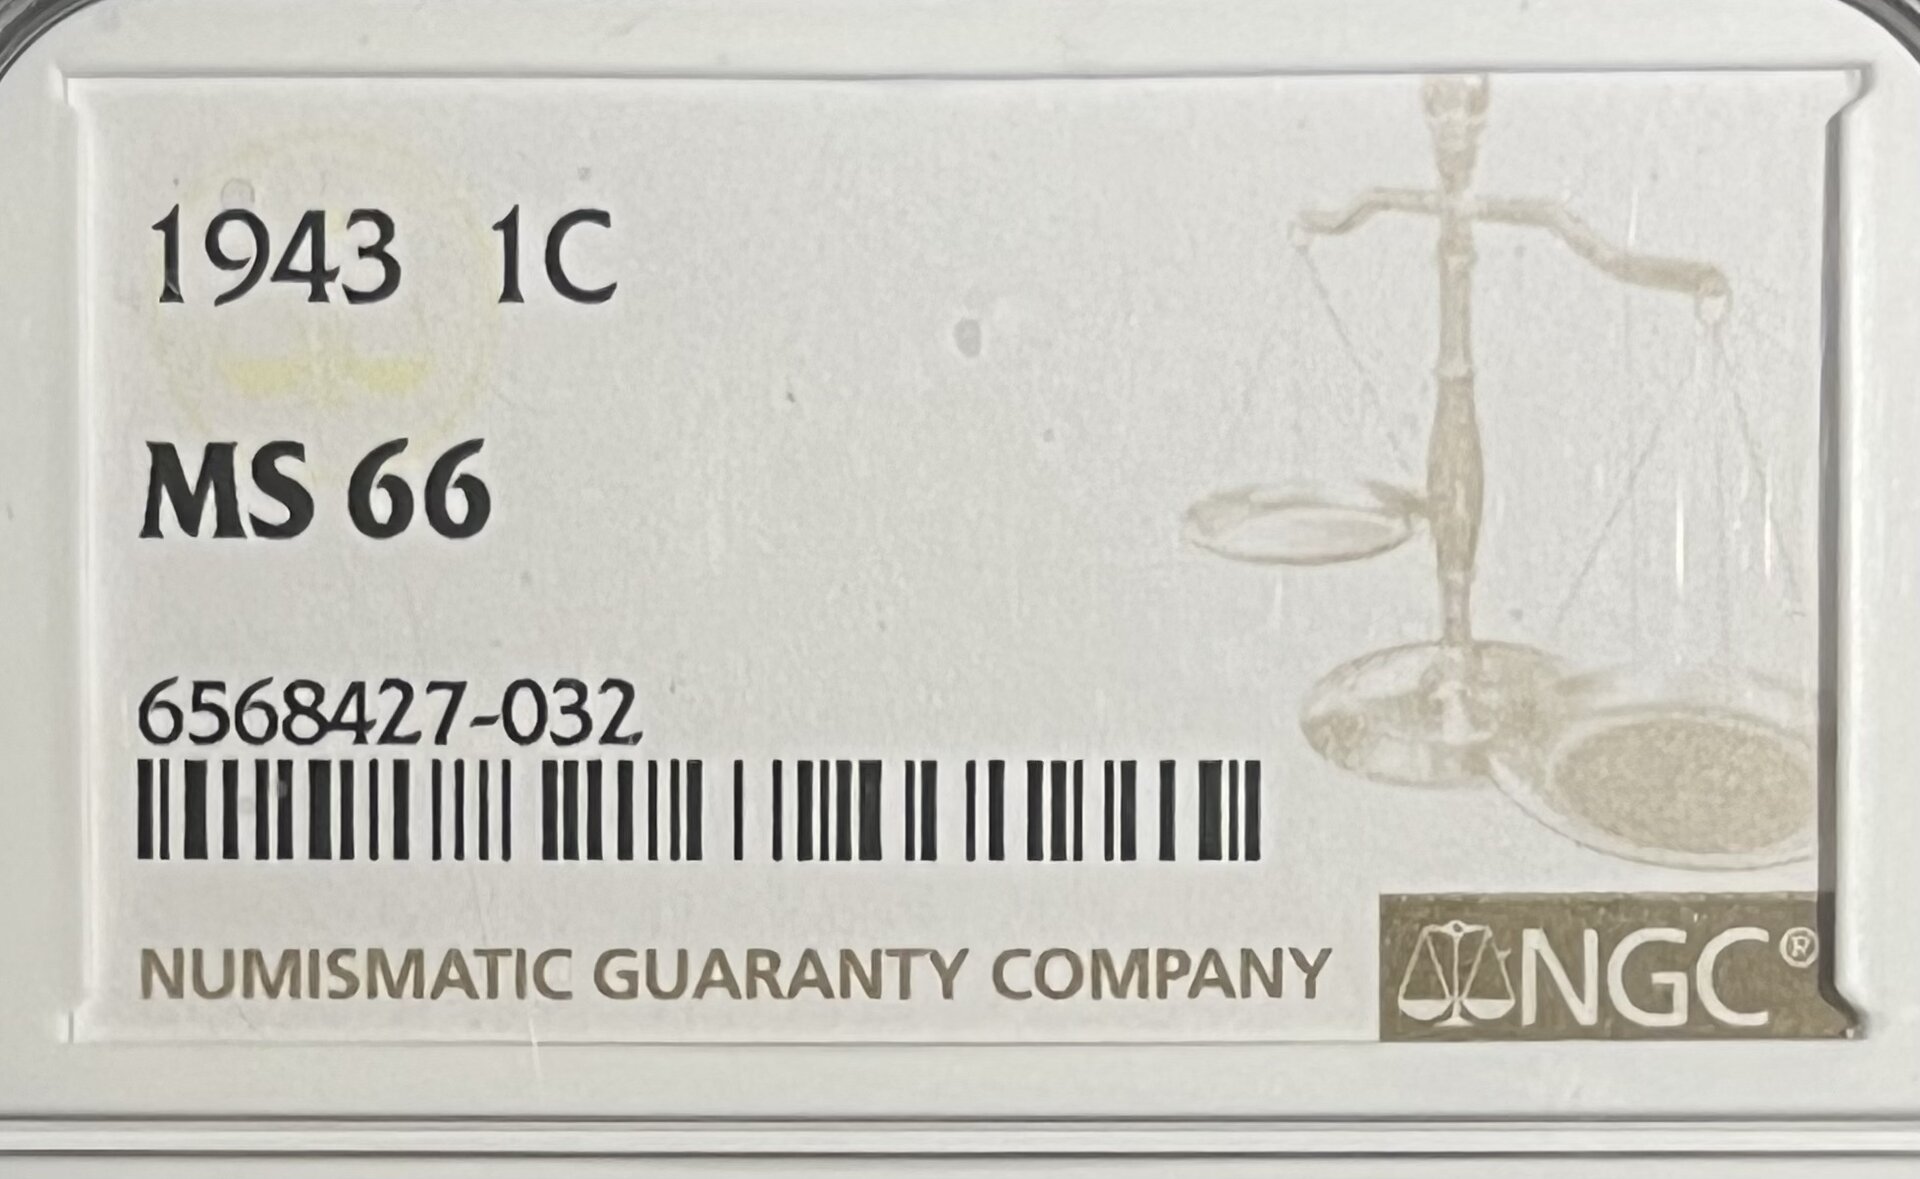 1943 1C
MS 66
6568427-032
NUMISMATIC GUARANTY COMPANY
NGC®